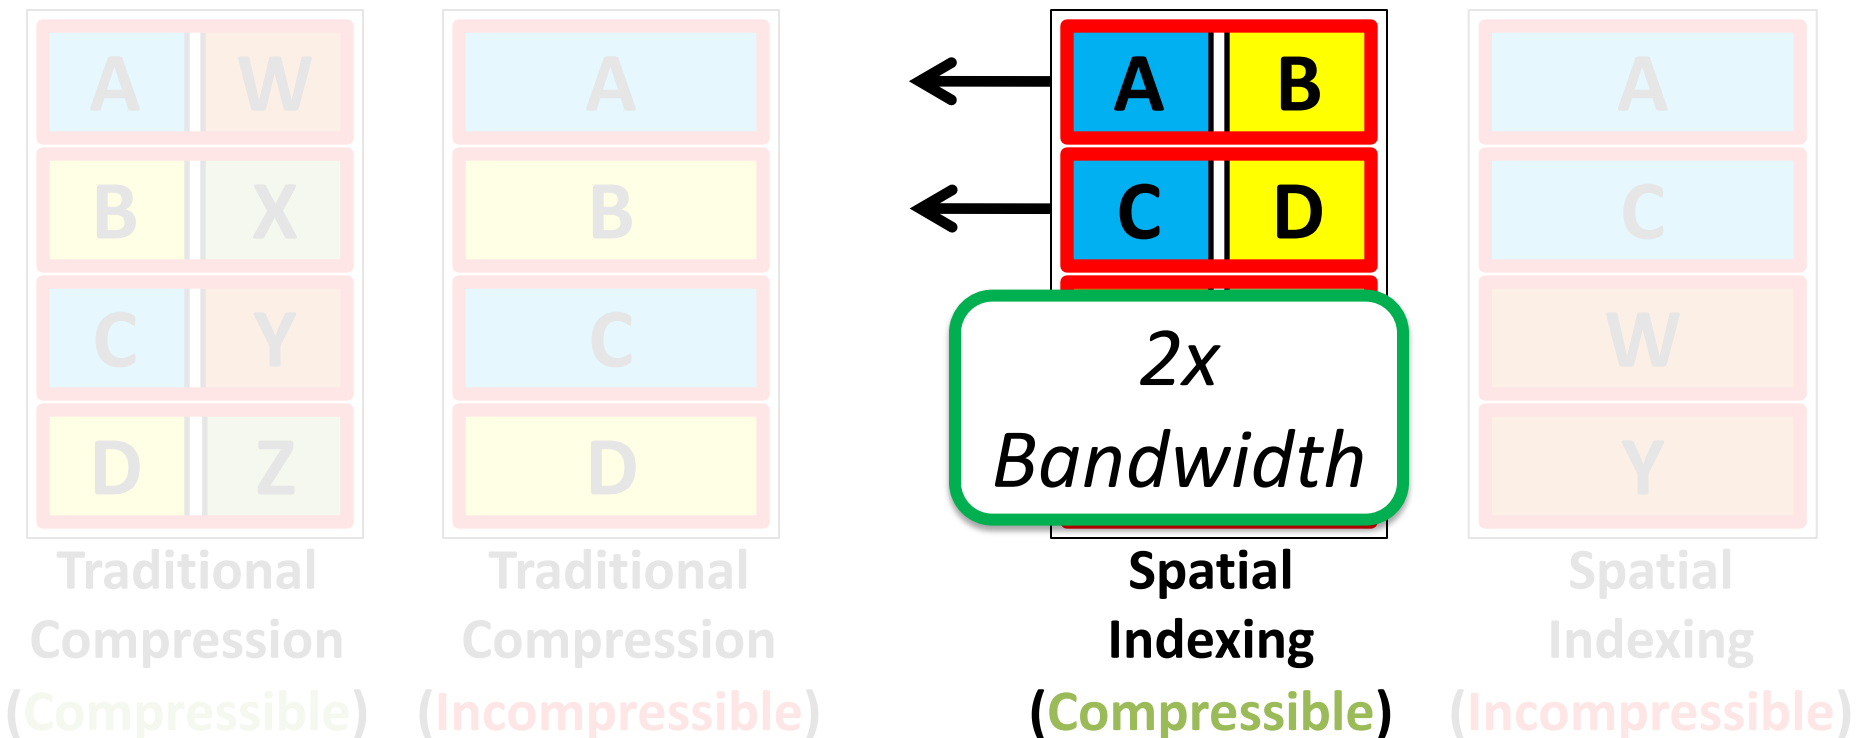 A W A A B A
B X B C D C
C Y C W
D Z D Y
2x
Bandwidth
Traditional Traditional Spatial Spatial
Compression Compression Indexing Indexing
(Compressible) (Incompressible) (Compressible) (Incompressible)